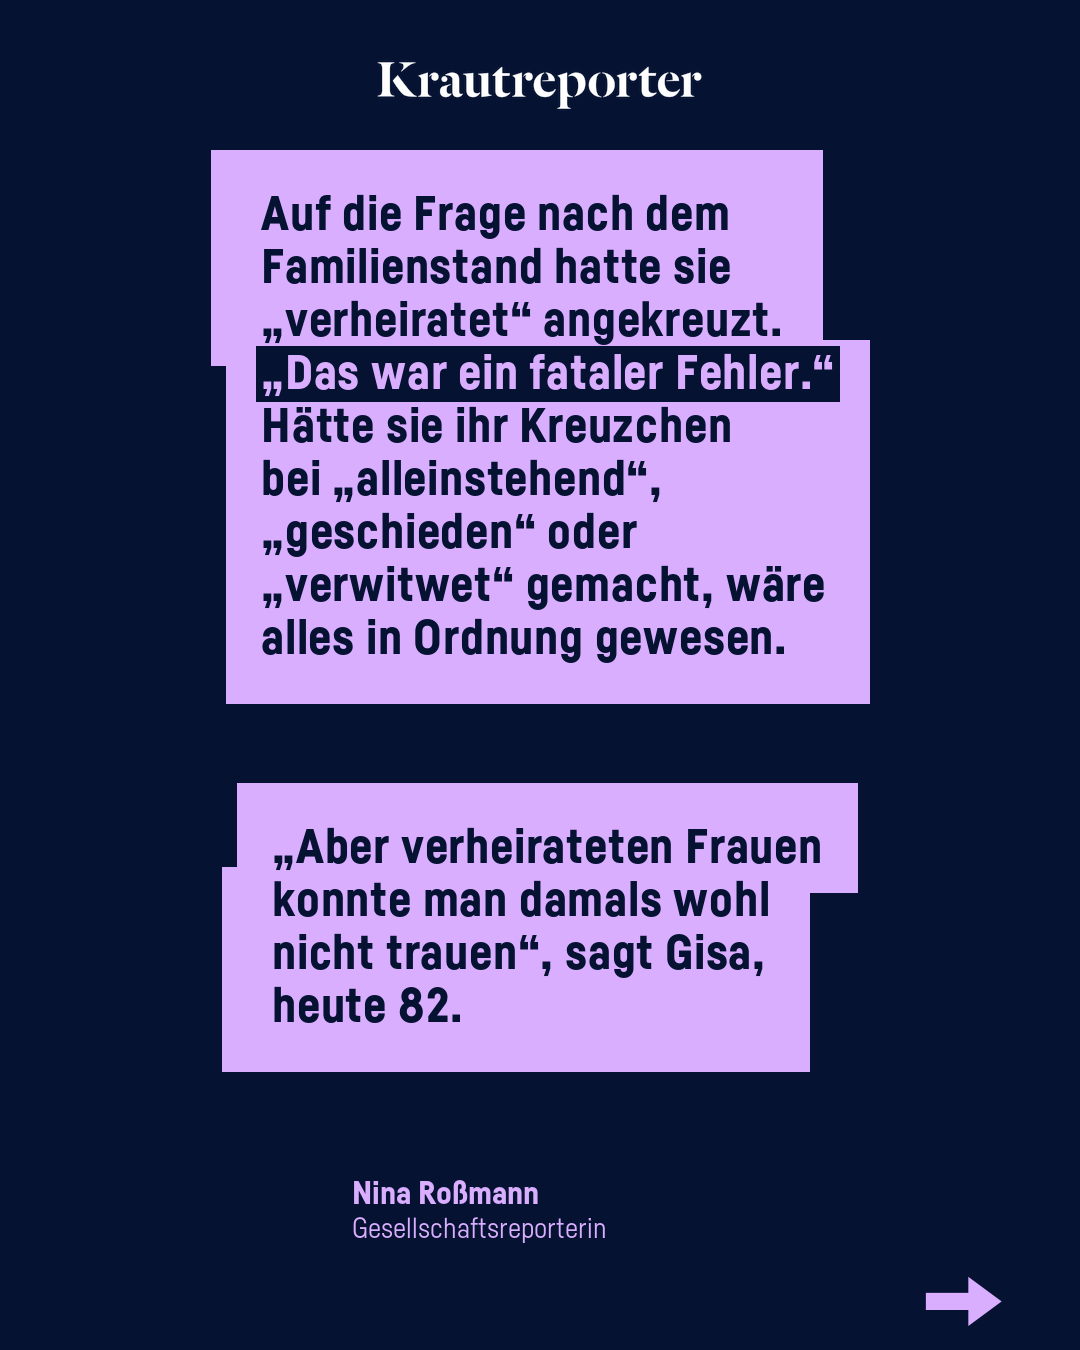 Krautreporter
Auf die Frage nach dem
Familienstand hatte sie
„verheiratet“ angekreuzt.
„Das war ein fataler Fehler.“
Hätte sie ihr Kreuzchen
bei „alleinstehend“,
„geschieden“ oder
„verwitwet“ gemacht, wäre
alles in Ordnung gewesen.
„Aber verheirateten Frauen
konnte man damals wohl
nicht trauen“, sagt Gisa,
heute 82.
Nina Roßmann
Gesellschaftsreporterin